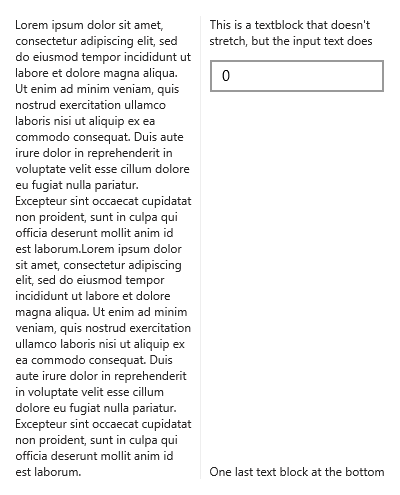 Lorem ipsum dolor sit amet,
consectetur adipiscing elit, sed
do eiusmod tempor incididunt ut
labore et dolore magna aliqua.
Ut enim ad minim veniam, quis
nostrud exercitation ullamco
laboris nisi ut aliquip ex ea
commodo consequat. Duis aute
irure dolor in reprehenderit in
voluptate velit esse cillum dolore
eu fugiat nulla pariatur.
Excepteur sint occaecat cupidatat
non proident, sunt in culpa qui
officia deserunt mollit anim id
est laborum.Lorem ipsum dolor
sit amet, consectetur adipiscing
elit, sed do eiusmod tempor
incididunt ut labore et dolore
magna aliqua. Ut enim ad minim
veniam, quis nostrud exercitation
ullamco laboris nisi ut aliquip ex
ea commodo consequat. Duis
aute irure dolor in reprehenderit
in voluptate velit esse cillum
dolore eu fugiat nulla pariatur.
Excepteur sint occaecat cupidatat
non proident, sunt in culpa qui
officia deserunt mollit anim id
est laborum.
This is a textblock that doesn't
stretch, but the input text does
0
One last text block at the bottom